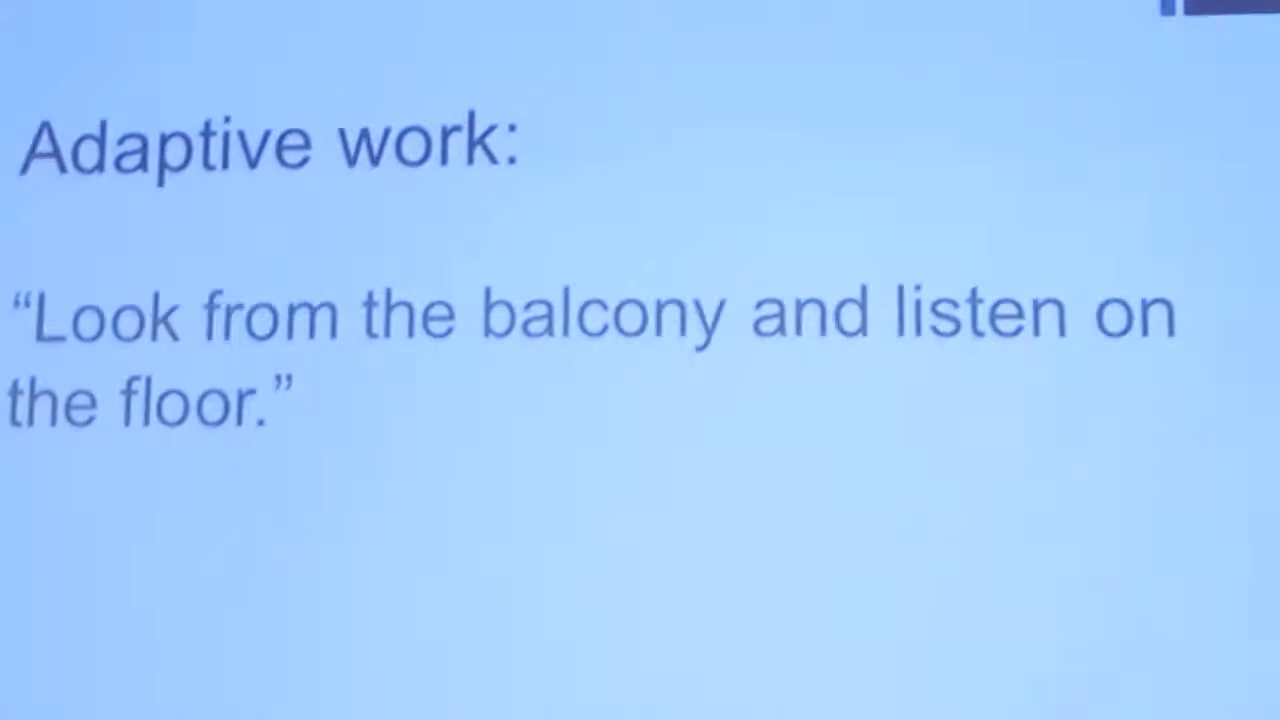 Adaptive work:
“Look from the balcony and listen on
the floor.”